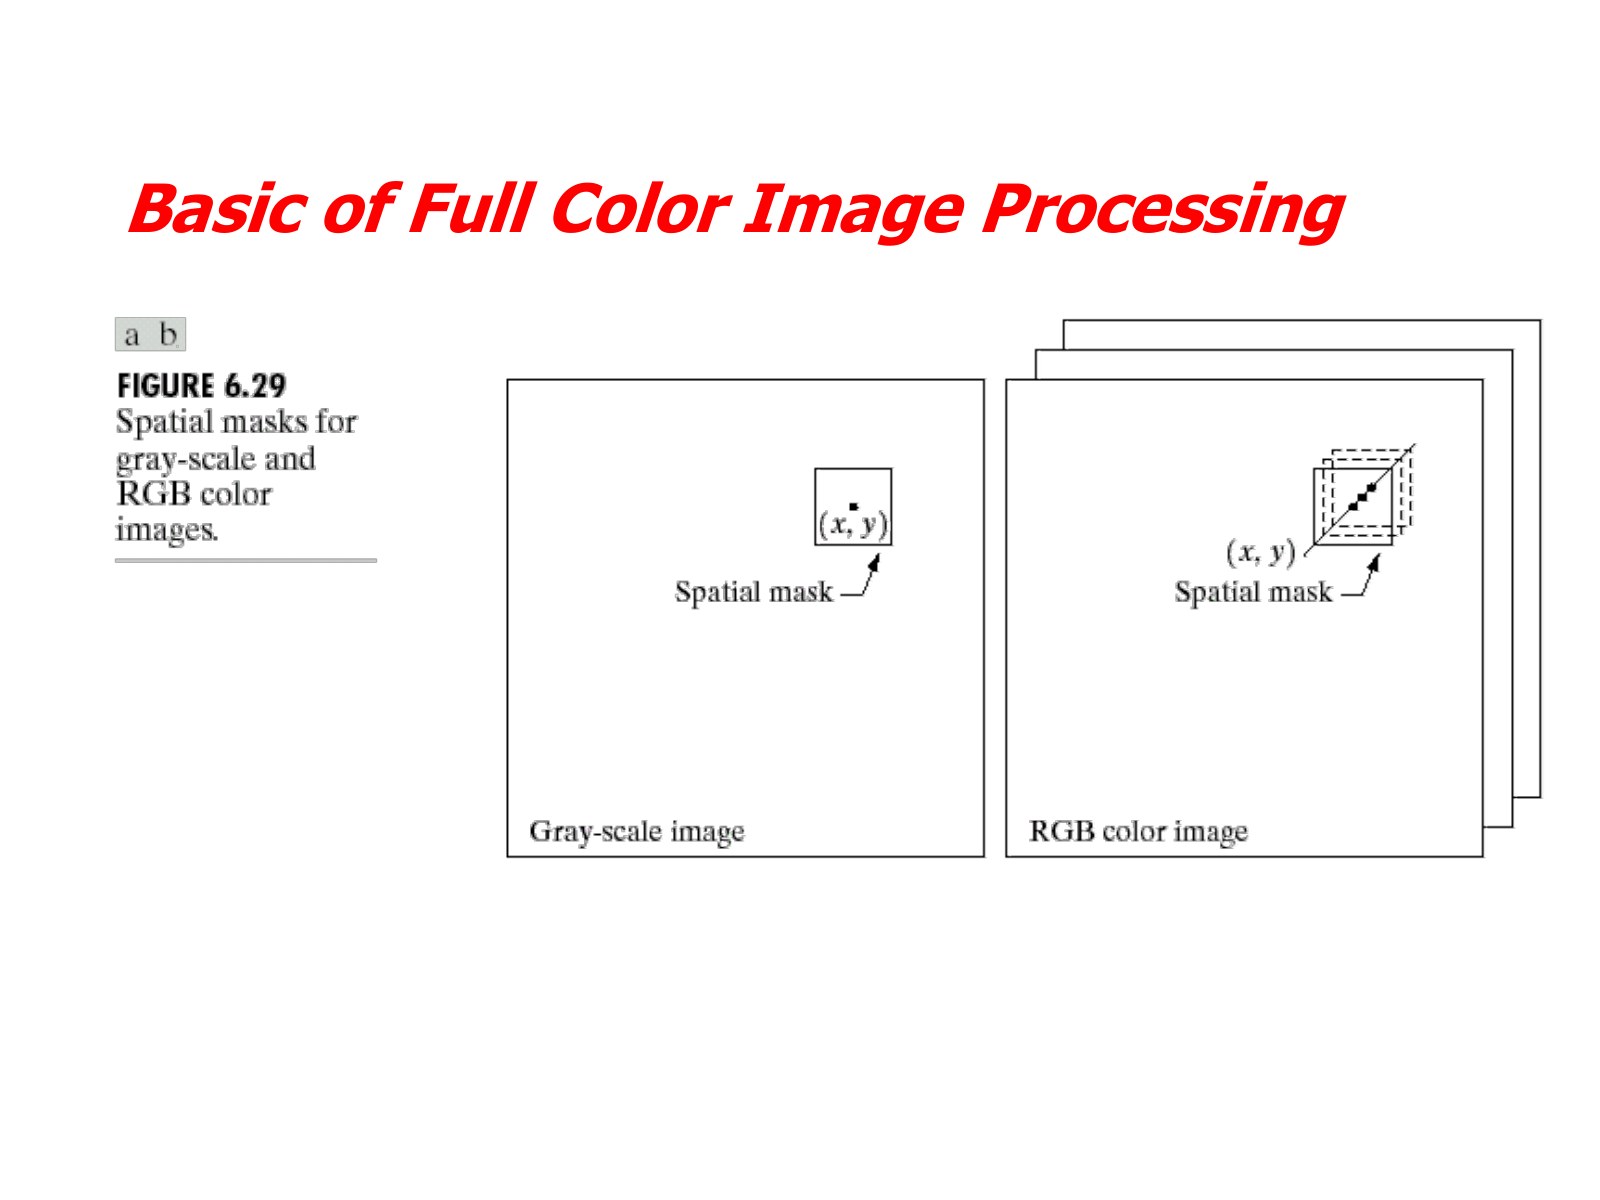 Basic of Full Color Image Processing
a b
FIGURE 6.29
Spatial masks for
gray-scale and
RGB color
images.
(x, y)
Spatial mask
Gray-scale image
(x, y)
Spatial mask
RGB color image